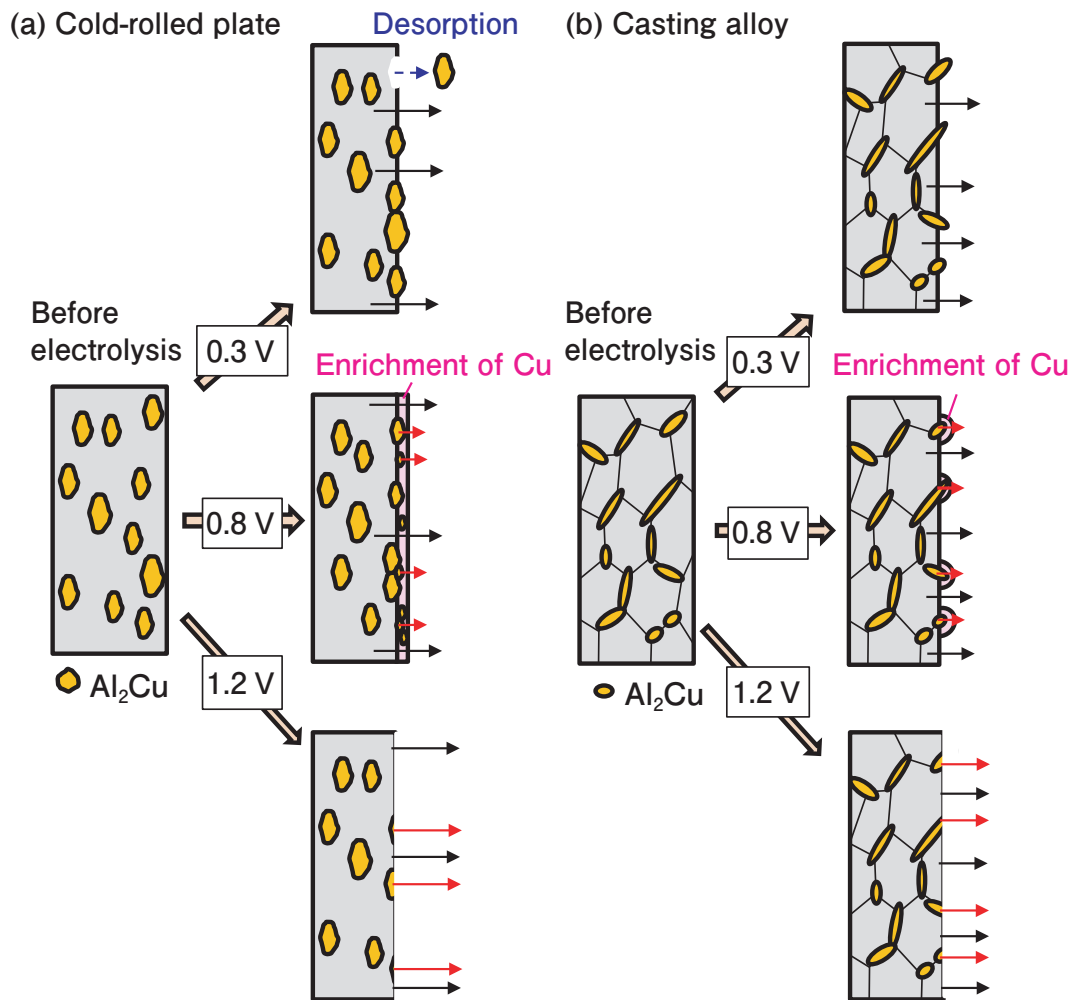 (a) Cold-rolled plate
Desorption
Before
electrolysis
0.3 V
Enrichment of Cu
0.8 V
Al₂Cu
1.2 V
(b) Casting alloy
Before
electrolysis
0.3 V
Enrichment of Cu
0.8 V
Al₂Cu
1.2 V